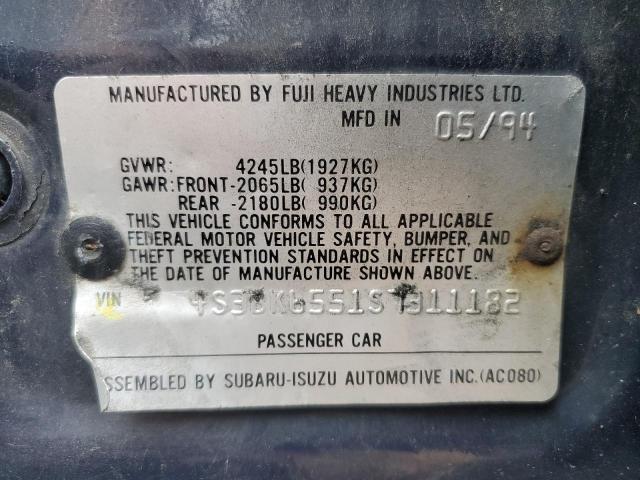 MANUFACTURED BY FUJI HEAVY INDUSTRIES LTD.
MFD IN 05/94
GVWR: 4245LB(1927KG)
GAWR:FRONT-2065LB( 937KG)
REAR -2180LB( 990KG)
THIS VEHICLE CONFORMS TO ALL APPLICABLE
FEDERAL MOTOR VEHICLE SAFETY, BUMPER, AND
THEFT PREVENTION STANDARDS IN EFFECT ON
THE DATE OF MANUFACTURE SHOWN ABOVE.
VIN
PASSENGER CAR
SSEMBLED BY SUBARU-ISUZU AUTOMOTIVE INC.(AC080)